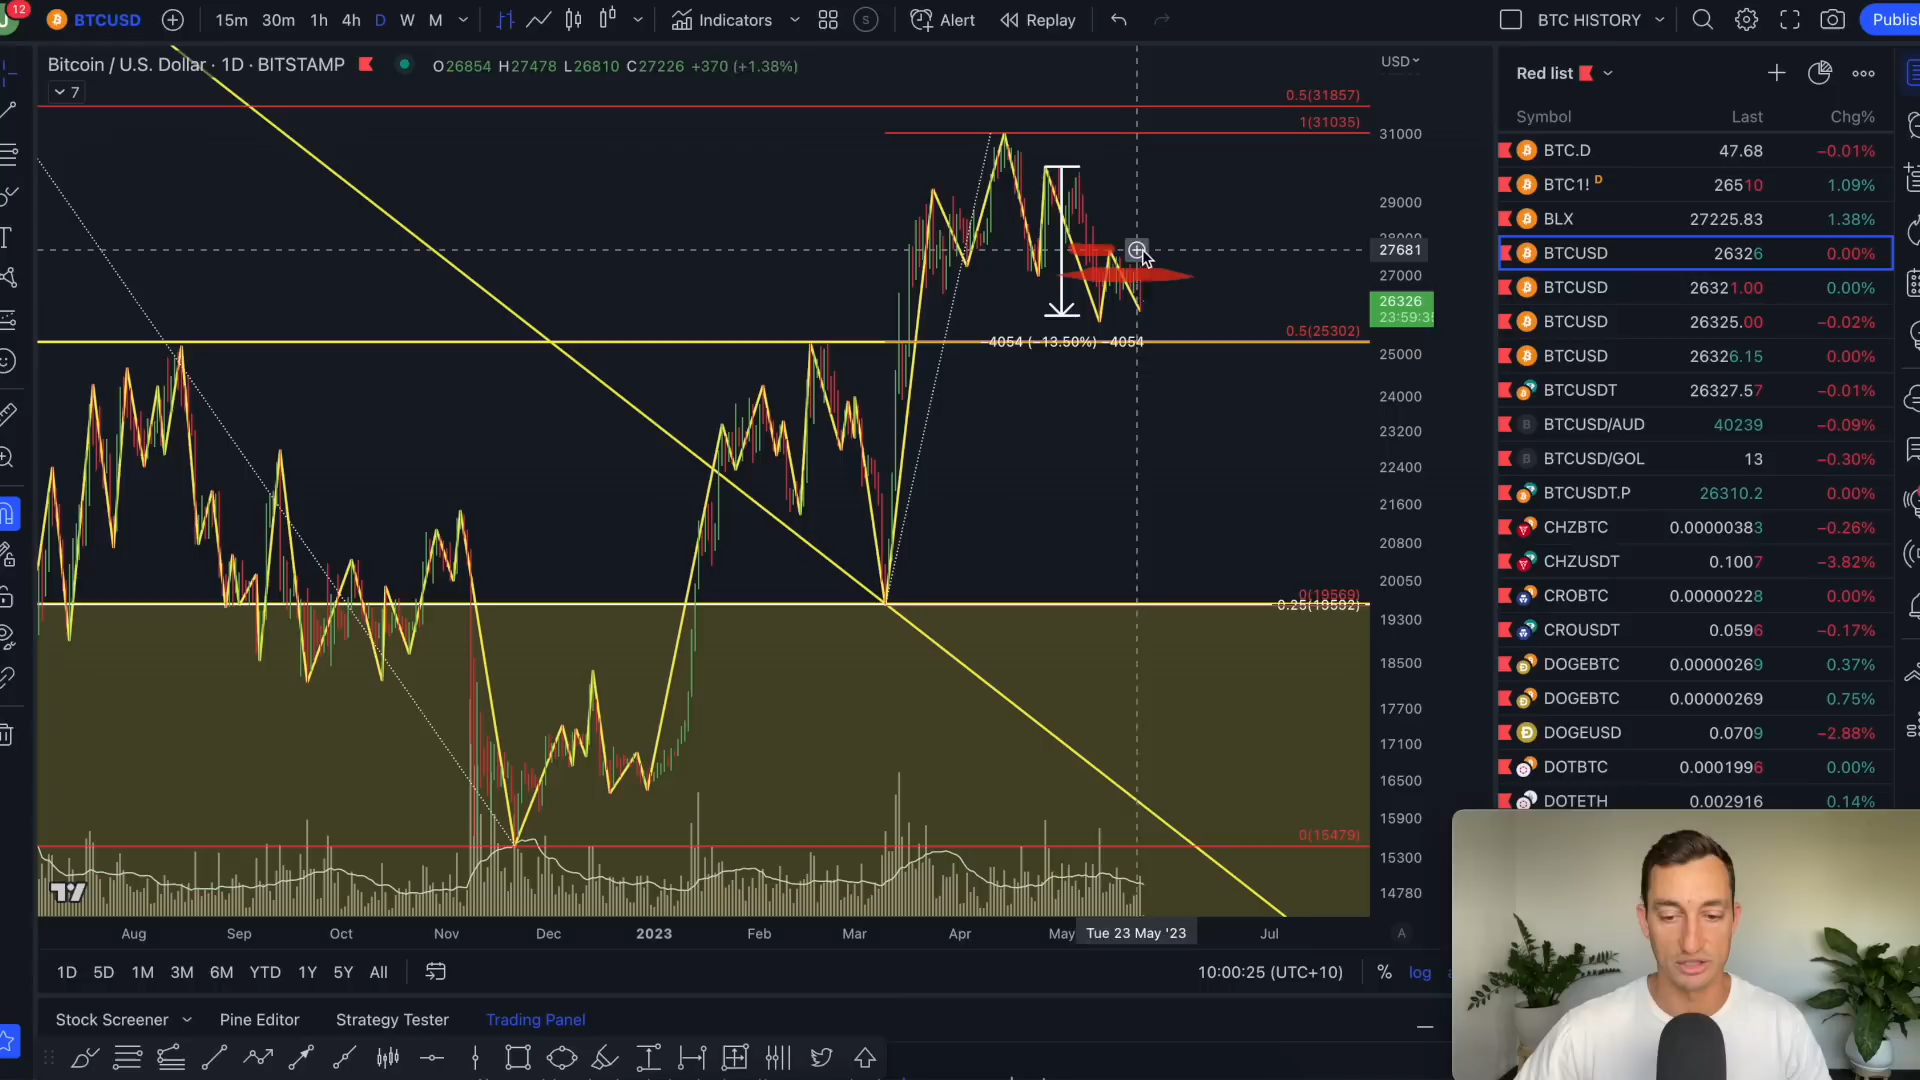 12
BTCUSD 15m 30m 1h 4h D W M Indicators S Alert Replay BTC HISTORY Publish
Bitcoin / U.S. Dollar · 1D · BITSTAMP O26854 H27478 L26810 C27226 +370 (+1.38%)
7
USD
0.5(31857)
1(31035)
31000
29000
27681
27000
26326
23:59:3
0.5(25302)
-4054 (-13.50%) -4054
25000
24000
23200
22400
21600
20800
20050
0(19569)
0.25(19592)
19300
18500
17700
17100
16500
15900
0(15479)
15300
14780
Aug Sep Oct Nov Dec 2023 Feb Mar Apr May Tue 23 May '23 Jul A
1D 5D 1M 3M 6M YTD 1Y 5Y All 10:00:25 (UTC+10) % log
Stock Screener Pine Editor Strategy Tester Trading Panel
Red list
Symbol Last Chg%
BTC.D 47.68 −0.01%
BTC1! D 26510 1.09%
BLX 27225.83 1.38%
BTCUSD 26326 0.00%
BTCUSD 26321.00 0.00%
BTCUSD 26325.00 −0.02%
BTCUSD 26326.15 0.00%
BTCUSDT 26327.57 −0.01%
B BTCUSD/AUD 40239 −0.09%
B BTCUSD/GOL 13 −0.30%
BTCUSDT.P 26310.2 0.00%
CHZBTC 0.00000383 −0.26%
CHZUSDT 0.1007 −3.82%
CROBTC 0.00000228 0.00%
CROUSDT 0.0596 −0.17%
DOGEBTC 0.00000269 0.37%
DOGEBTC 0.00000269 0.75%
DOGEUSD 0.0709 −2.88%
DOTBTC 0.0001996 0.00%
DOTETH 0.002916 0.14%